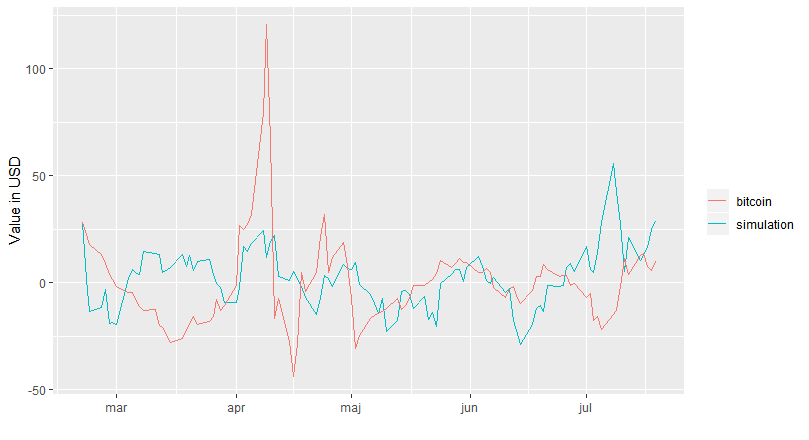 Value in USD
100
50
0
-50
mar
apr
maj
jun
jul
bitcoin
simulation